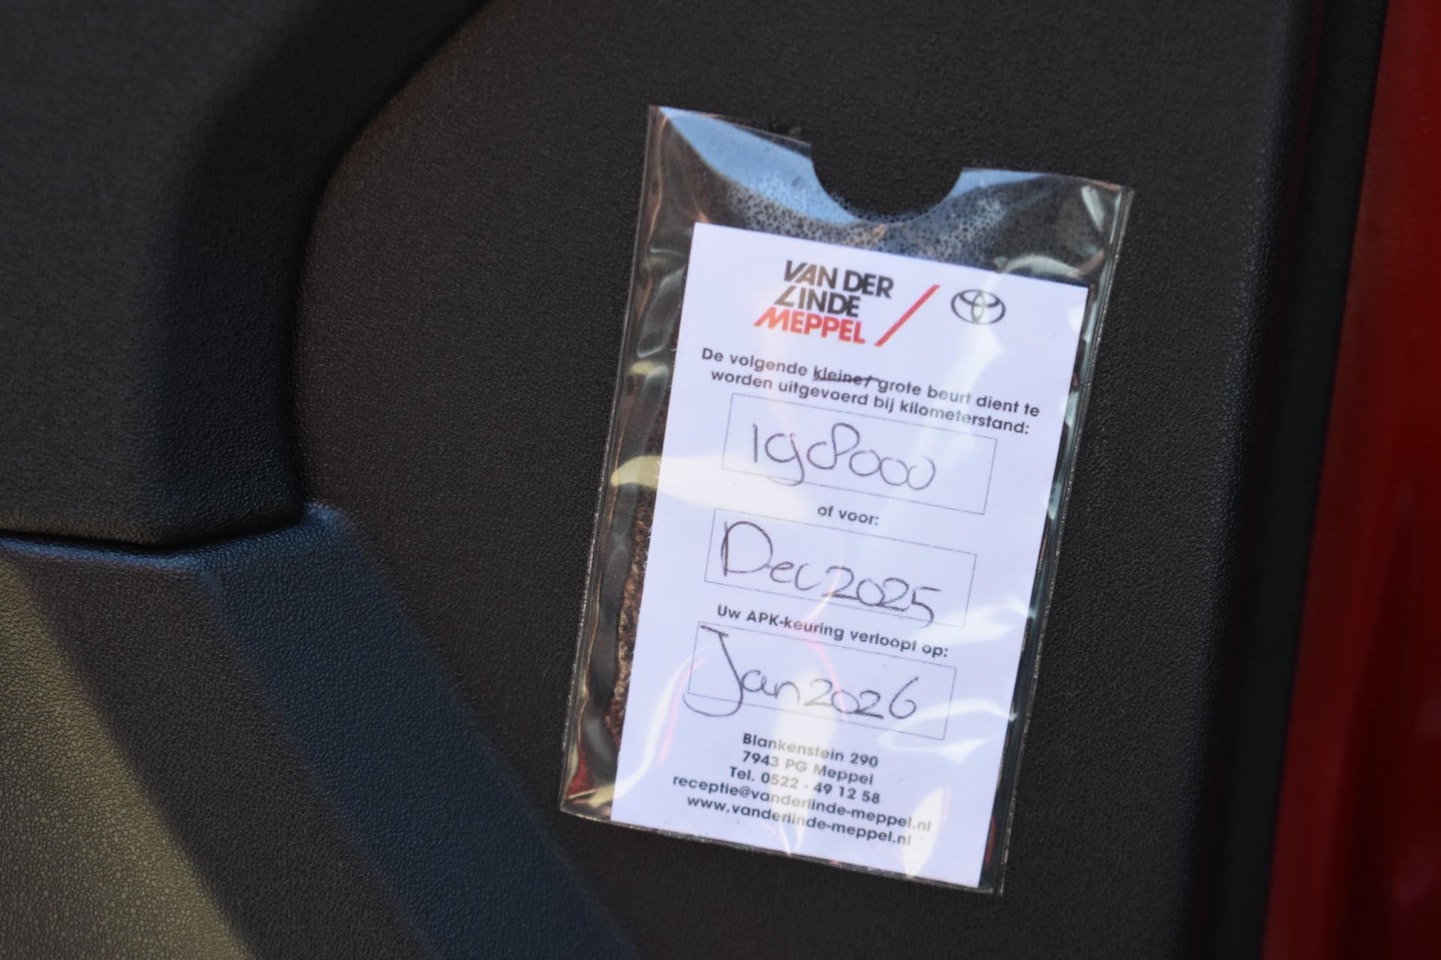 VAN DER
LINDE
MEPPEL
De volgende kleine/ grote beurt dient te
worden uitgevoerd bij kilometerstand:
198000
of voor:
Dec 2025
Uw APK-keuring verloopt op:
Jan 2026
Blankenstein 290
7943 PG Meppel
Tel. 0522 - 49 12 58
receptie@vanderlinde-meppel.nl
www.vanderlinde-meppel.nl